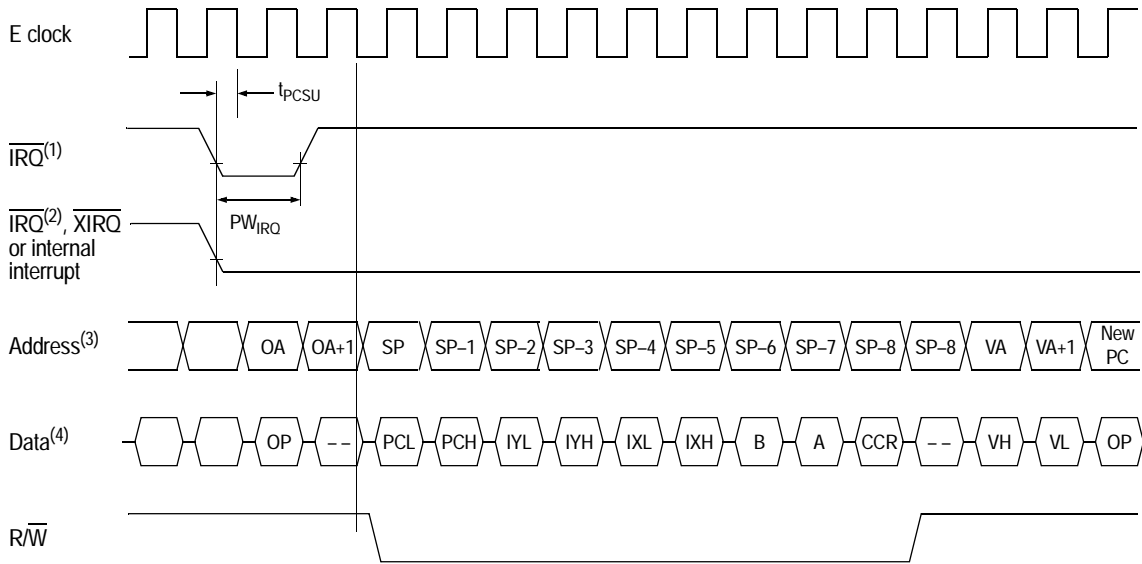 E clock
tPCSU
IRQ(1)
PWIRQ
IRQ(2), XIRQ
or internal
interrupt
Address(3)
OA OA+1 SP SP–1 SP–2 SP–3 SP–4 SP–5 SP–6 SP–7 SP–8 SP–8 VA VA+1 New
PC
Data(4)
OP – – PCL PCH IYL IYH IXL IXH B A CCR – – VH VL OP
R/W